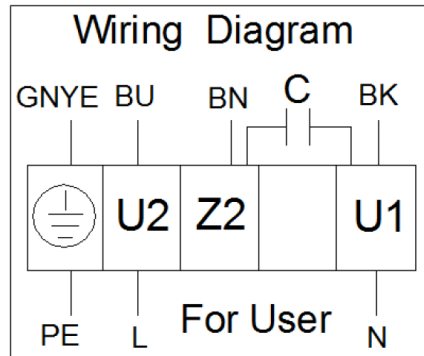 Wiring Diagram
GNYE BU BN C BK
U2 Z2 U1
PE L For User N